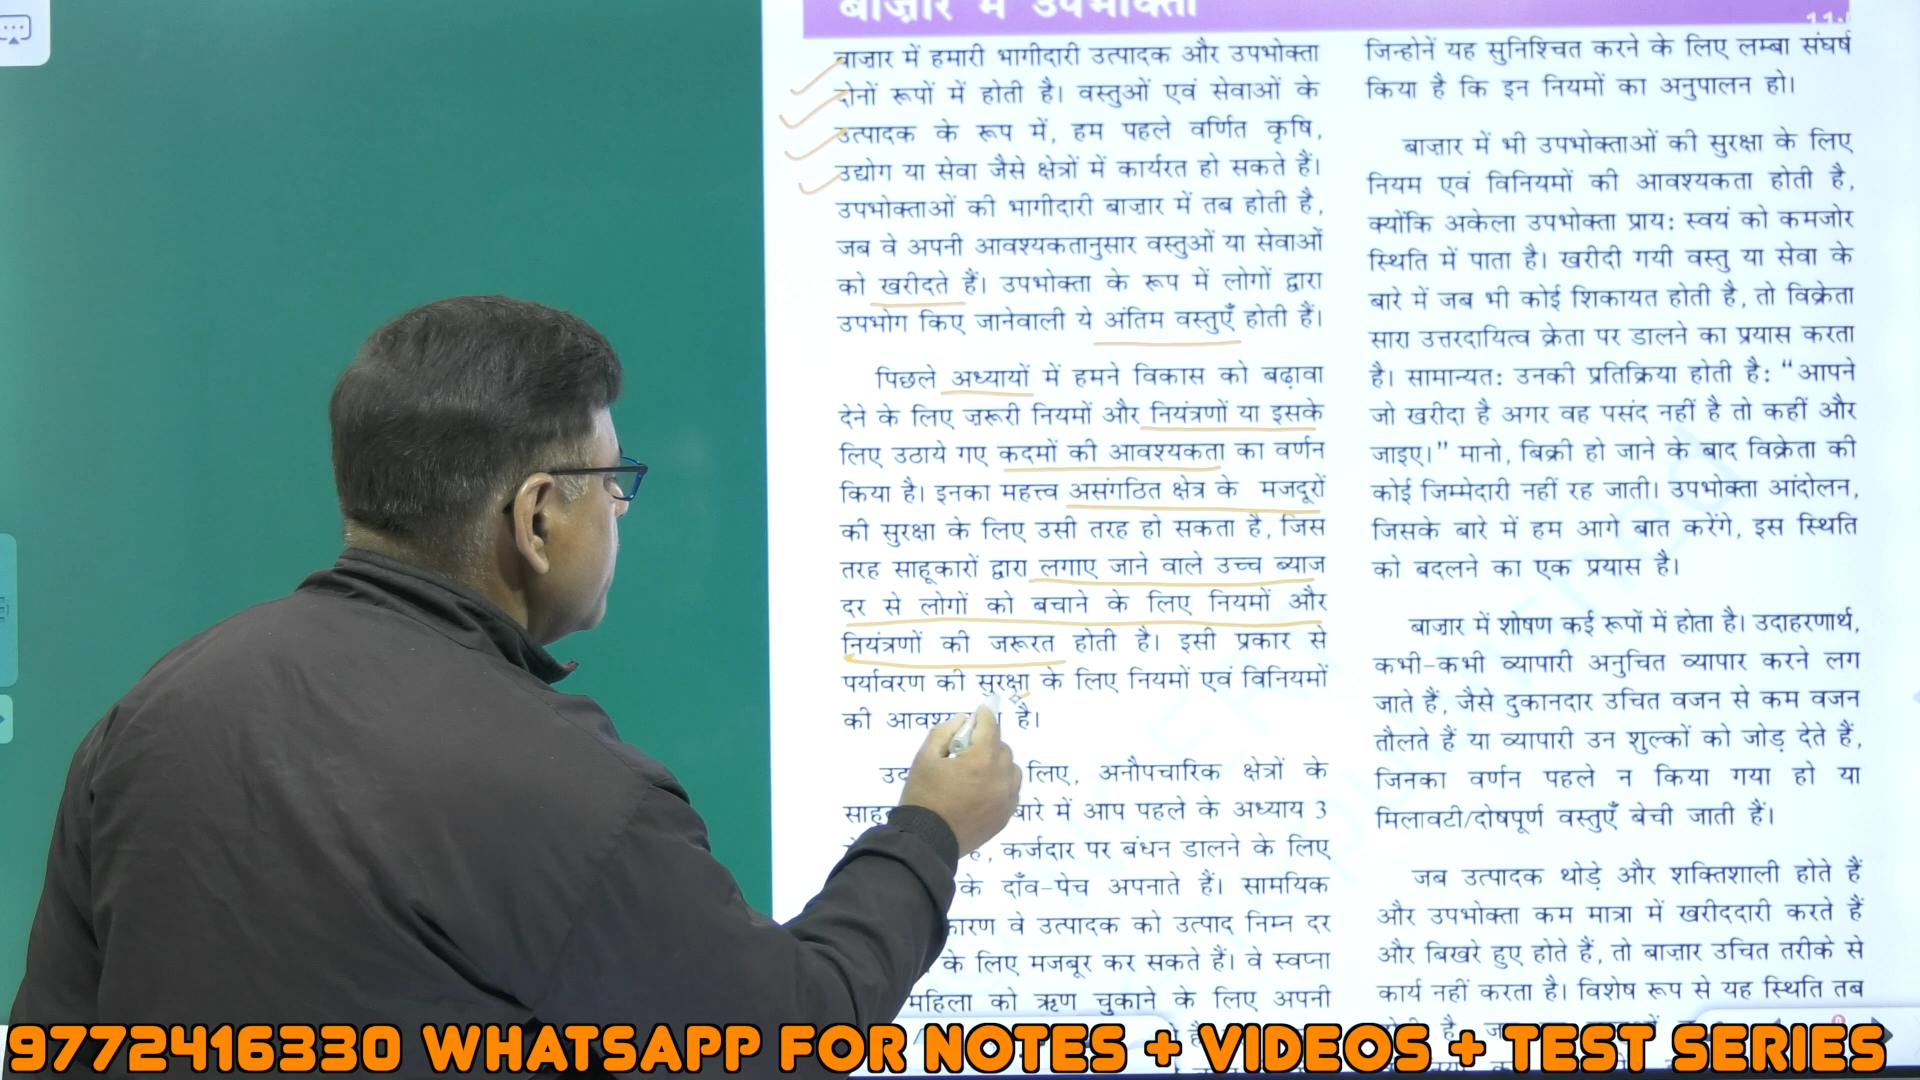 बाज़ार में उपभोक्ता
बाज़ार में हमारी भागीदारी उत्पादक और उपभोक्ता
दोनों रूपों में होती है। वस्तुओं एवं सेवाओं के
उत्पादक के रूप में, हम पहले वर्णित कृषि,
उद्योग या सेवा जैसे क्षेत्रों में कार्यरत हो सकते हैं।
उपभोक्ताओं की भागीदारी बाज़ार में तब होती है,
जब वे अपनी आवश्यकतानुसार वस्तुओं या सेवाओं
को खरीदते हैं। उपभोक्ता के रूप में लोगों द्वारा
उपभोग किए जानेवाली ये अंतिम वस्तुएँ होती हैं।
पिछले अध्यायों में हमने विकास को बढ़ावा
देने के लिए ज़रूरी नियमों और नियंत्रणों या इसके
लिए उठाये गए कदमों की आवश्यकता का वर्णन
किया है। इनका महत्त्व असंगठित क्षेत्र के मजदूरों
की सुरक्षा के लिए उसी तरह हो सकता है, जिस
तरह साहूकारों द्वारा लगाए जाने वाले उच्च ब्याज
दर से लोगों को बचाने के लिए नियमों और
नियंत्रणों की जरूरत होती है। इसी प्रकार से
पर्यावरण की सुरक्षा के लिए नियमों एवं विनियमों
की है।
लिए, अनौपचारिक क्षेत्रों के
बारे में आप पहले के अध्याय 3
कर्जदार पर बंधन डालने के लिए
के दाँव-पेच अपनाते हैं। सामयिक
वे उत्पादक को उत्पाद निम्न दर
के लिए मजबूर कर सकते हैं। वे स्वप्ना
महिला को ऋण चुकाने के लिए अपनी
जिन्होनें यह सुनिश्चित करने के लिए लम्बा संघर्ष
किया है कि इन नियमों का अनुपालन हो।
बाज़ार में भी उपभोक्ताओं की सुरक्षा के लिए
नियम एवं विनियमों की आवश्यकता होती है,
क्योंकि अकेला उपभोक्ता प्राय: स्वयं को कमजोर
स्थिति में पाता है। खरीदी गयी वस्तु या सेवा के
बारे में जब भी कोई शिकायत होती है, तो विक्रेता
सारा उत्तरदायित्व क्रेता पर डालने का प्रयास करता
है। सामान्यत: उनकी प्रतिक्रिया होती है: “आपने
जो खरीदा है अगर वह पसंद नहीं है तो कहीं और
जाइए।” मानो, बिक्री हो जाने के बाद विक्रेता की
कोई जिम्मेदारी नहीं रह जाती। उपभोक्ता आंदोलन,
जिसके बारे में हम आगे बात करेंगे, इस स्थिति
को बदलने का एक प्रयास है।
बाज़ार में शोषण कई रूपों में होता है। उदाहरणार्थ,
कभी-कभी व्यापारी अनुचित व्यापार करने लग
जाते हैं, जैसे दुकानदार उचित वजन से कम वजन
तौलते हैं या व्यापारी उन शुल्कों को जोड़ देते हैं,
जिनका वर्णन पहले न किया गया हो या
मिलावटी/दोषपूर्ण वस्तुएँ बेची जाती हैं।
जब उत्पादक थोड़े और शक्तिशाली होते हैं
और उपभोक्ता कम मात्रा में खरीददारी करते हैं
और बिखरे हुए होते हैं, तो बाज़ार उचित तरीके से
कार्य नहीं करता है। विशेष रूप से यह स्थिति तब
9772416330 WHATSAPP FOR NOTES + VIDEOS + TEST SERIES